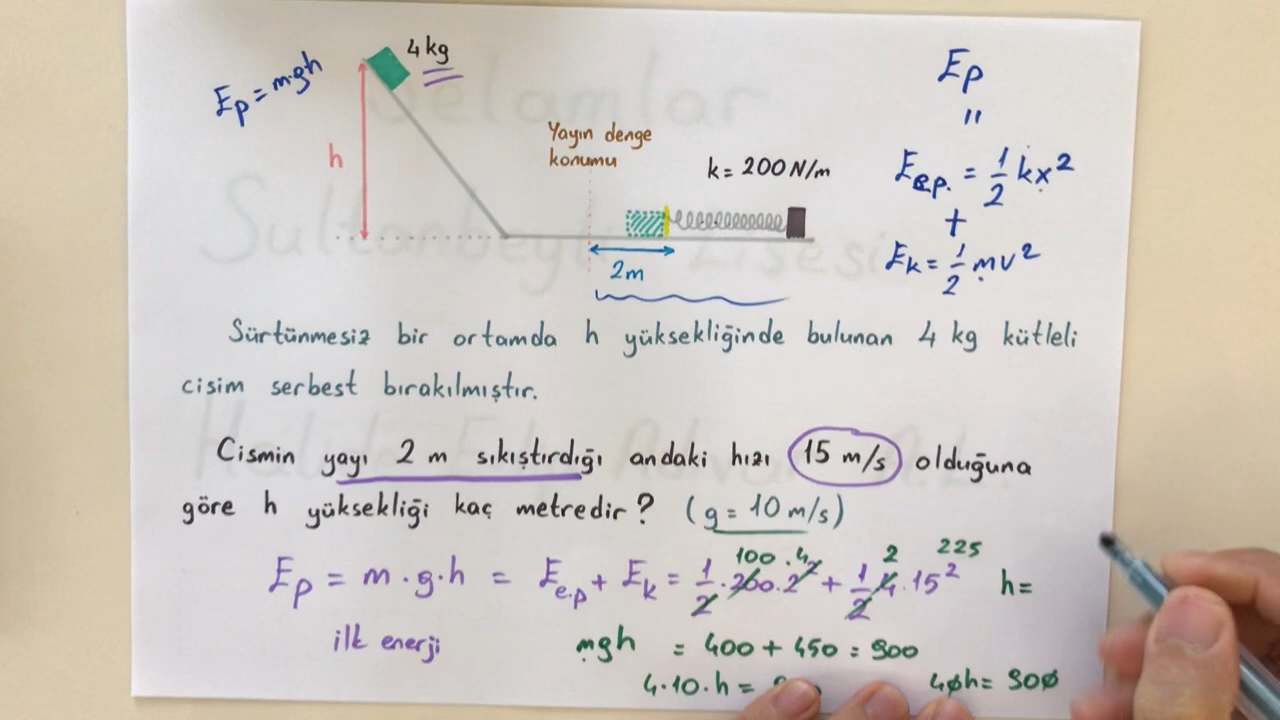 Ep = m.gh
4 kg
h
Yayın denge
konumu
k = 200 N/m
2m
Ep
"
Ee.p. = 1/2 kx²
+
Ek = 1/2 mv²
Sürtünmesiz bir ortamda h yüksekliğinde bulunan 4 kg kütleli
cisim serbest bırakılmıştır.
Cismin yayı 2 m sıkıştırdığı andaki hızı 15 m/s olduğuna
göre h yüksekliği kaç metredir? (g = 10 m/s)
100 . 4 2 225
Ep = m . g . h = Ee.p + Ek = 1/2 . 200 . 2² + 1/2 4 . 15² h =
ilk enerji
mgh = 400 + 450 = 900
4 . 10 . h = 40h = 900